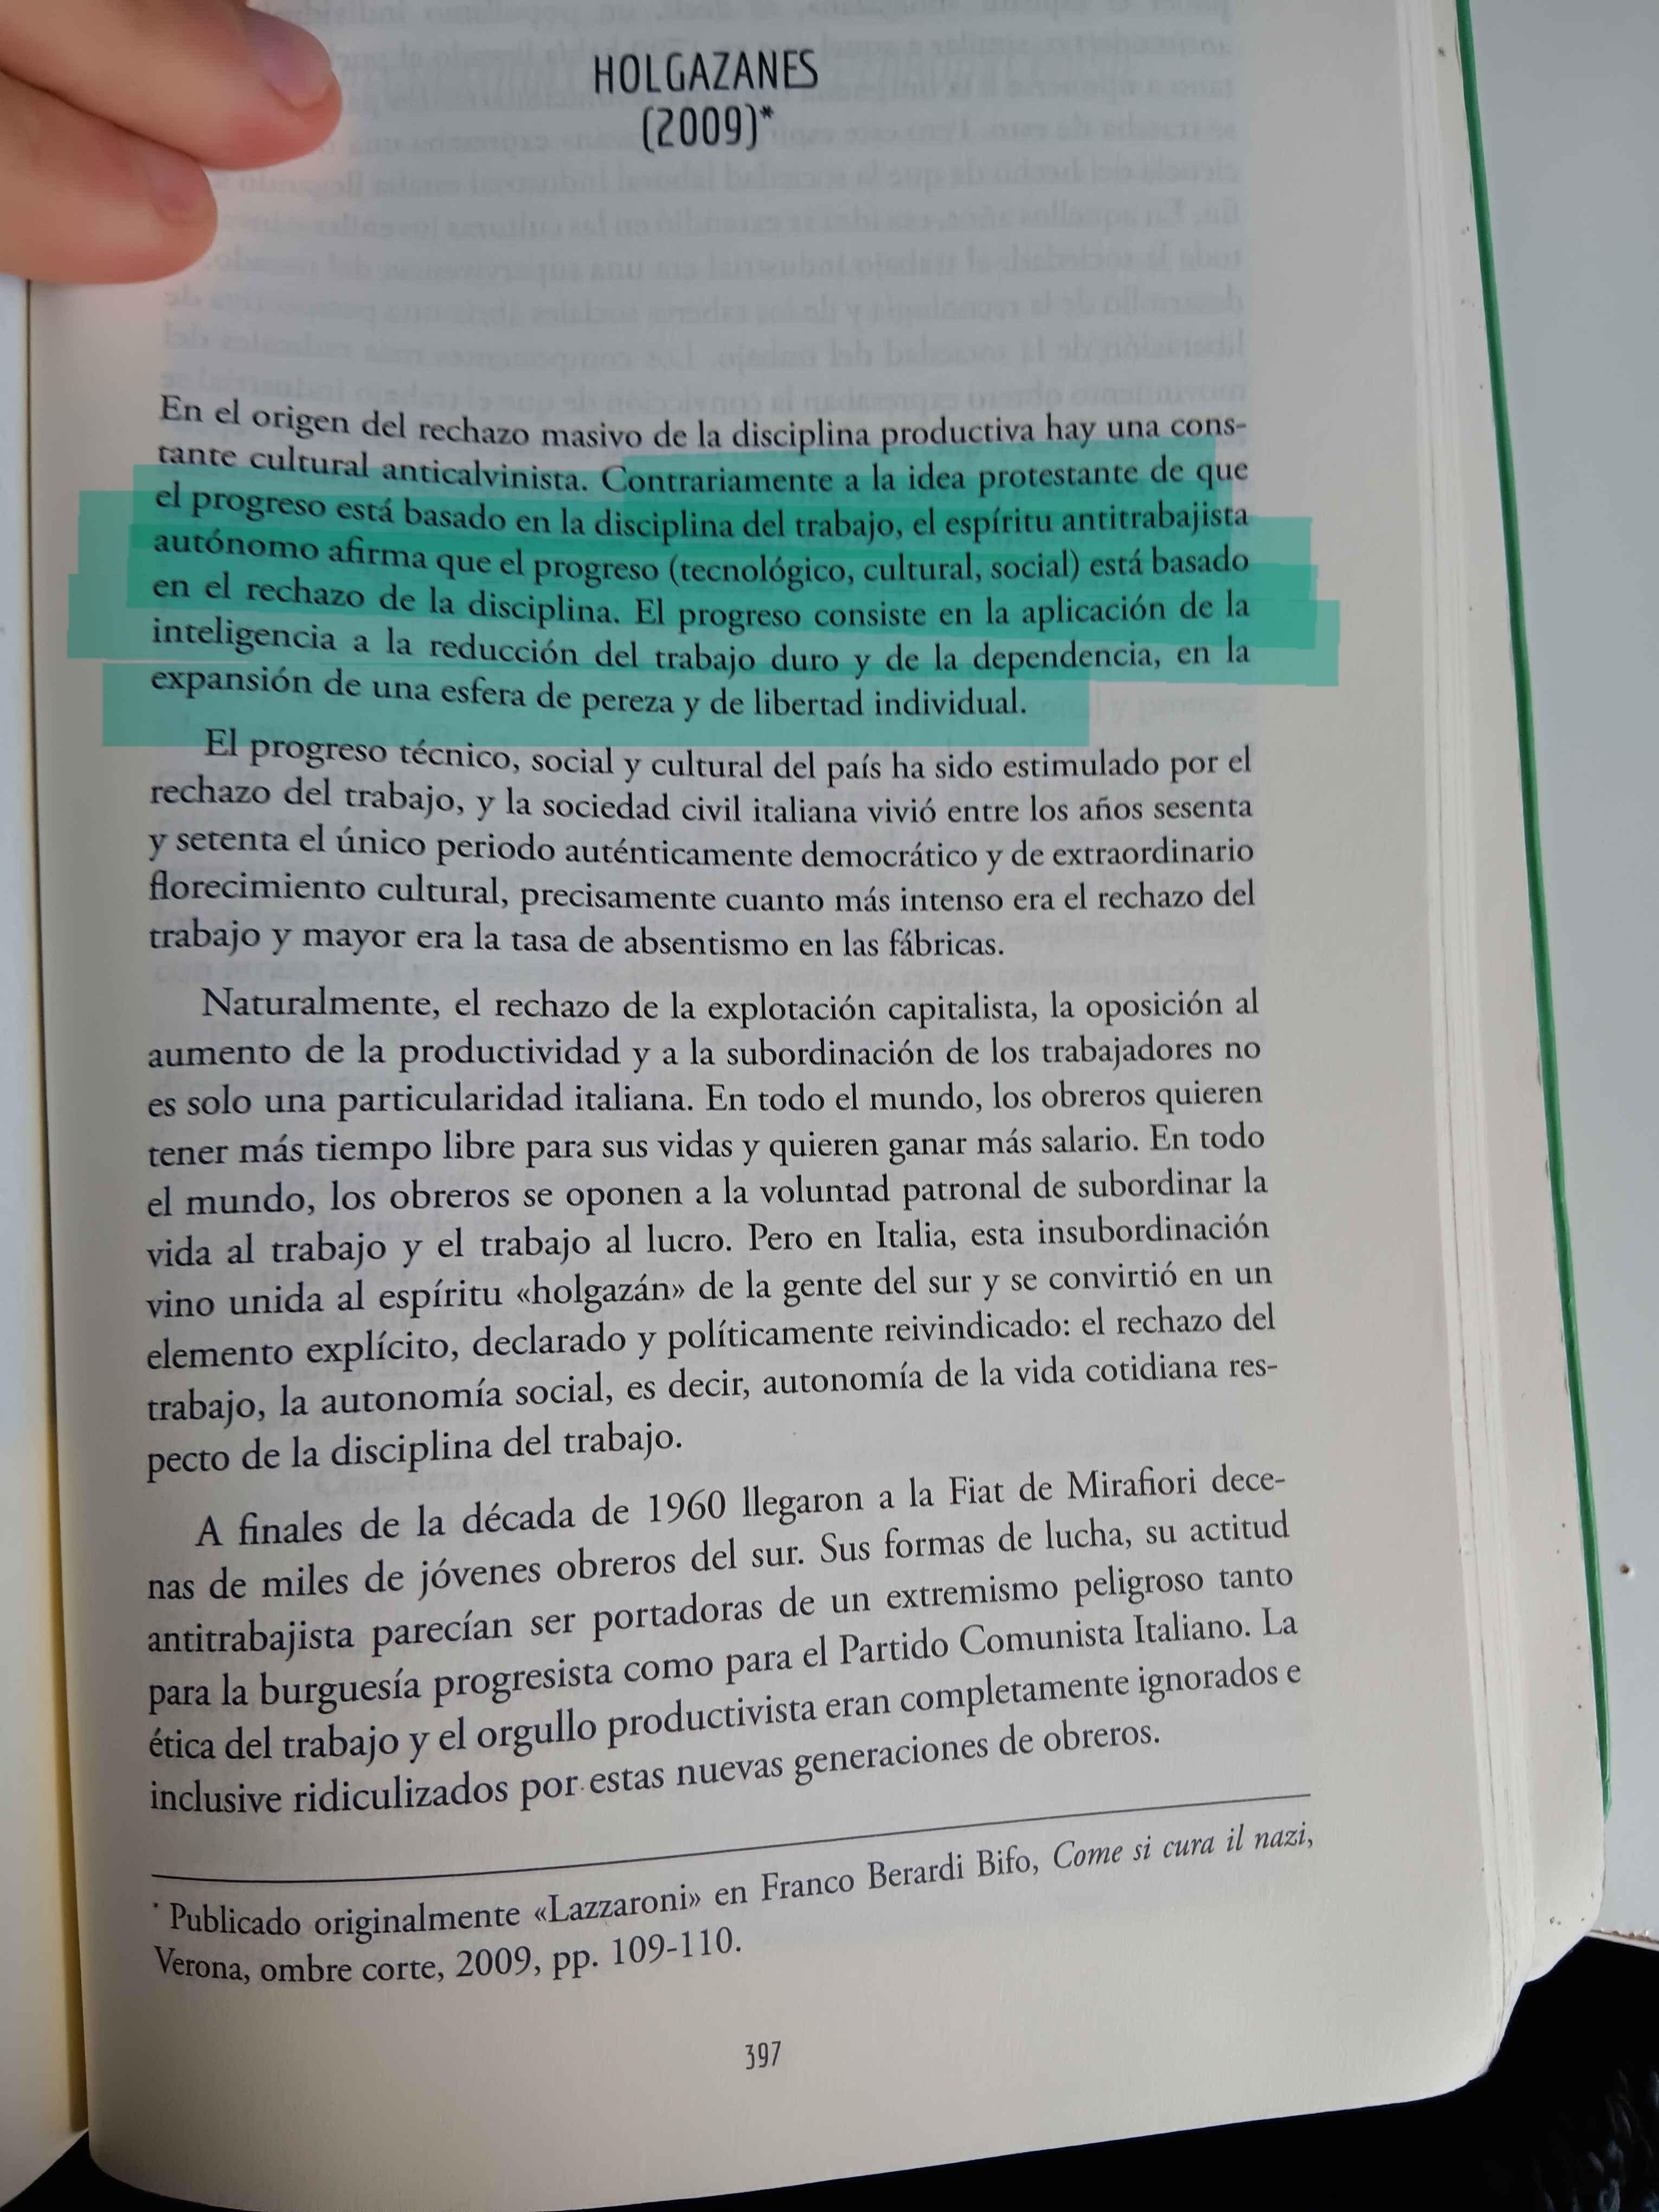 HOLGAZANES
(2009)*
En el origen del rechazo masivo de la disciplina productiva hay una cons-
tante cultural anticalvinista. Contrariamente a la idea protestante de que
el progreso está basado en la disciplina del trabajo, el espíritu antitrabajista
autónomo afirma que el progreso (tecnológico, cultural, social) está basado
en el rechazo de la disciplina. El progreso consiste en la aplicación de la
inteligencia a la reducción del trabajo duro y de la dependencia, en la
expansión de una esfera de pereza y de libertad individual.
El progreso técnico, social y cultural del país ha sido estimulado por el
rechazo del trabajo, y la sociedad civil italiana vivió entre los años sesenta
y setenta el único periodo auténticamente democrático y de extraordinario
florecimiento cultural, precisamente cuanto más intenso era el rechazo del
trabajo y mayor era la tasa de absentismo en las fábricas.
Naturalmente, el rechazo de la explotación capitalista, la oposición al
aumento de la productividad y a la subordinación de los trabajadores no
es solo una particularidad italiana. En todo el mundo, los obreros quieren
tener más tiempo libre para sus vidas y quieren ganar más salario. En todo
el mundo, los obreros se oponen a la voluntad patronal de subordinar la
vida al trabajo y el trabajo al lucro. Pero en Italia, esta insubordinación
vino unida al espíritu «holgazán» de la gente del sur y se convirtió en un
elemento explícito, declarado y políticamente reivindicado: el rechazo del
trabajo, la autonomía social, es decir, autonomía de la vida cotidiana res-
pecto de la disciplina del trabajo.
A finales de la década de 1960 llegaron a la Fiat de Mirafiori dece-
nas de miles de jóvenes obreros del sur. Sus formas de lucha, su actitud
antitrabajista parecían ser portadoras de un extremismo peligroso tanto
para la burguesía progresista como para el Partido Comunista Italiano. La
ética del trabajo y el orgullo productivista eran completamente ignorados e
inclusive ridiculizados por estas nuevas generaciones de obreros.
* Publicado originalmente «Lazzaroni» en Franco Berardi Bifo, Come si cura il nazi,
Verona, ombre corte, 2009, pp. 109-110.
397